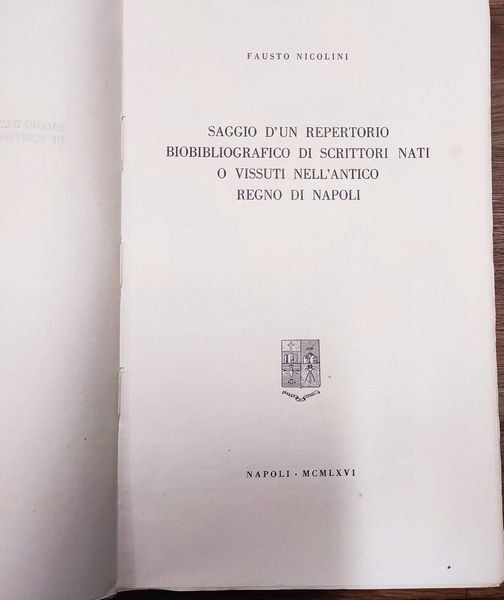 FAUSTO NICOLINI
SAGGIO D'UN REPERTORIO
BIOBIBLIOGRAFICO DI SCRITTORI NATI
O VISSUTI NELL'ANTICO
REGNO DI NAPOLI
NAPOLI · MCMLXVI